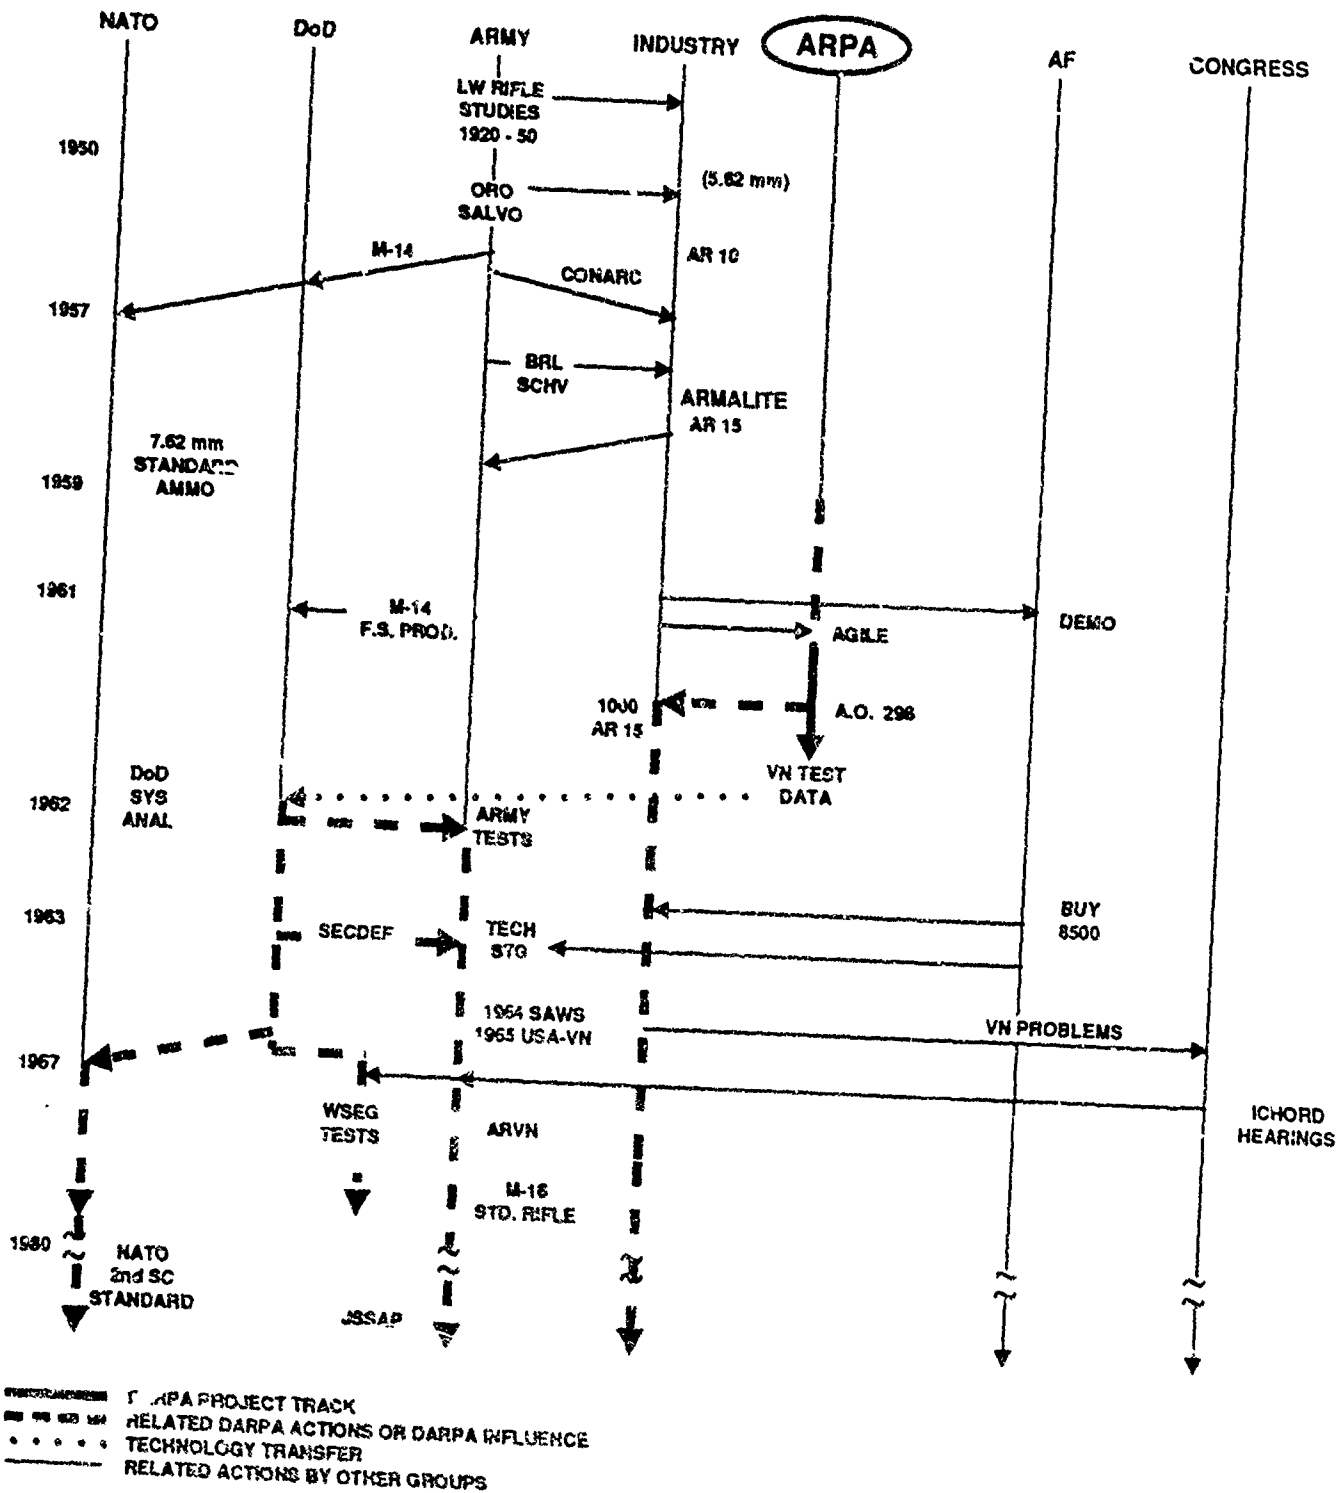 NATO
DoD
ARMY
INDUSTRY
ARPA
AF
CONGRESS
LW RIFLE
STUDIES
1920 - 50
1950
(5.62 mm)
ORO
SALVO
M-14
AR 10
CONARC
1957
BRL
SCHV
ARMALITE
AR 15
7.62 mm
STANDARD
AMMO
1959
1961
M-14
F.S. PROD.
DEMO
AGILE
1000
AR 15
A.O. 298
VN TEST
DATA
DoD
SYS
ANAL
1962
ARMY
TESTS
1963
BUY
8500
SECDEF
TECH
1964 SAWS
1965 USA-VN
VN PROBLEMS
1967
WSEG
TESTS
ARVN
ICHORD
HEARINGS
M-16
STD. RIFLE
1980
NATO
2nd SC
STANDARD
JSSAP
PROJECT TRACK
RELATED DARPA ACTIONS OR DARPA INFLUENCE
TECHNOLOGY TRANSFER
RELATED ACTIONS BY OTHER GROUPS